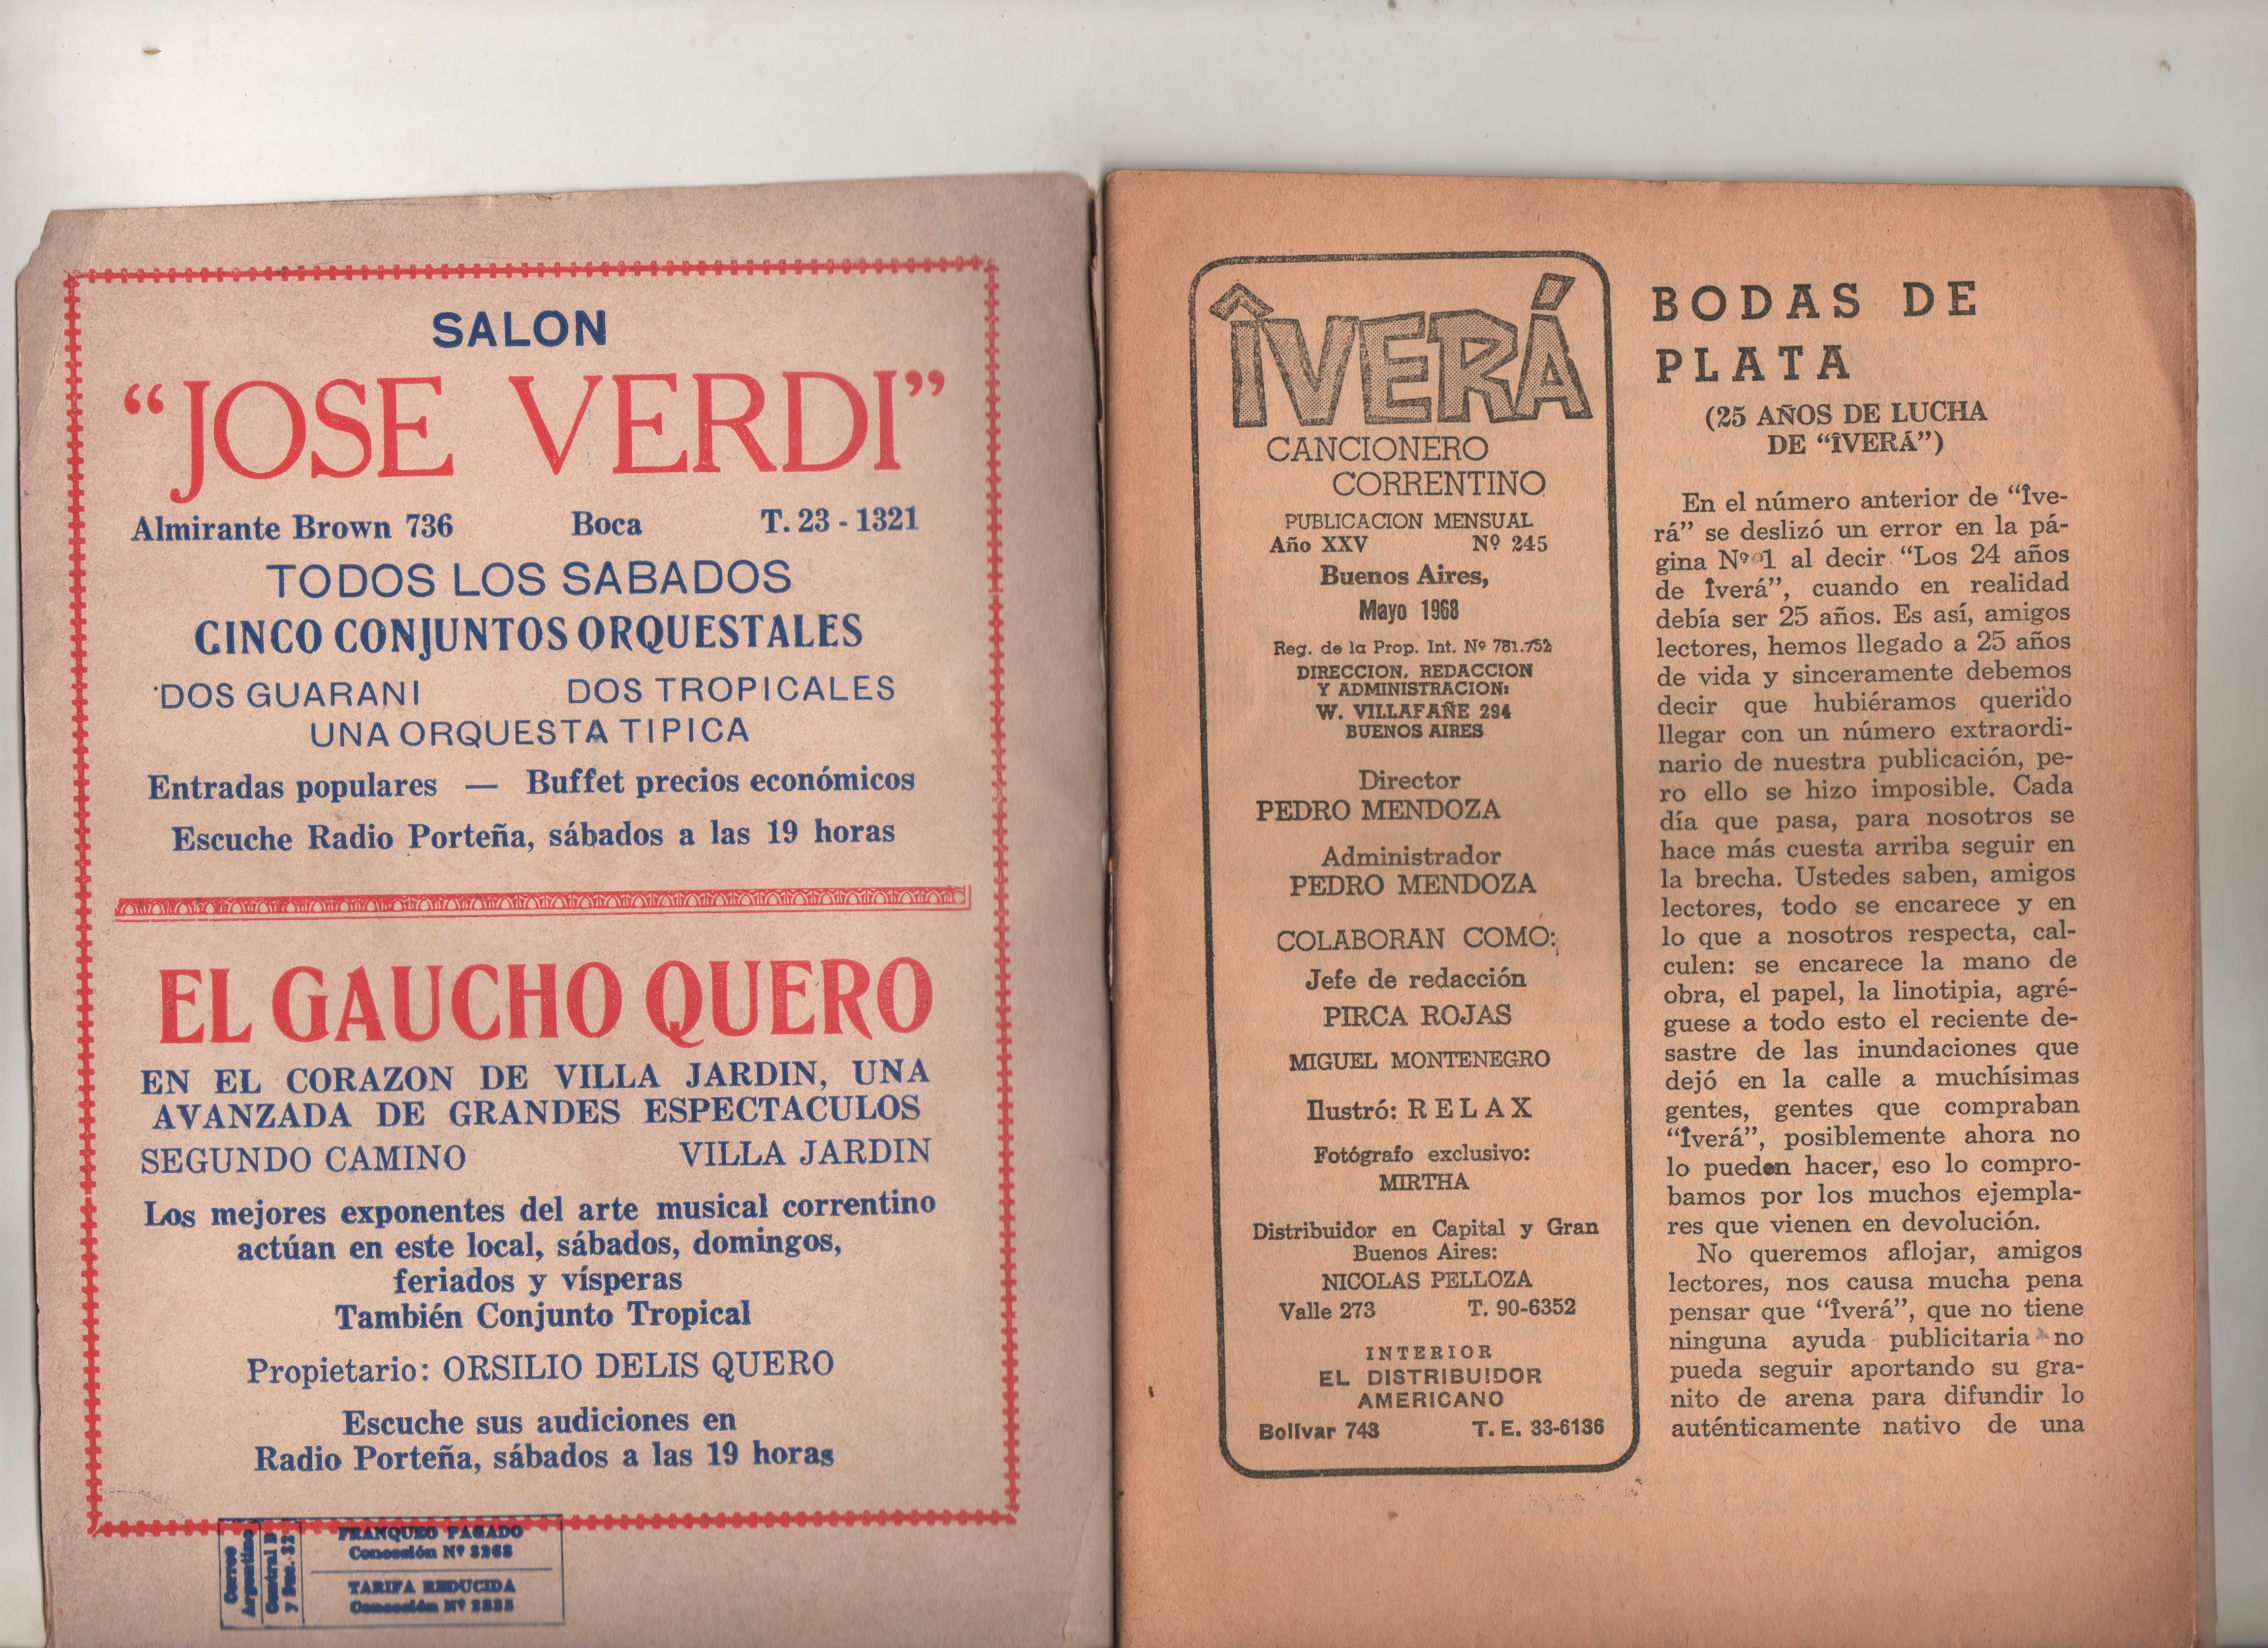 SALON
“JOSE VERDI”
Almirante Brown 736 Boca T. 23 - 1321
TODOS LOS SABADOS
CINCO CONJUNTOS ORQUESTALES
DOS GUARANI DOS TROPICALES
UNA ORQUESTA TIPICA
Entradas populares — Buffet precios económicos
Escuche Radio Porteña, sábados a las 19 horas
EL GAUCHO QUERO
EN EL CORAZON DE VILLA JARDIN, UNA
AVANZADA DE GRANDES ESPECTACULOS
SEGUNDO CAMINO VILLA JARDIN
Los mejores exponentes del arte musical correntino
actúan en este local, sábados, domingos,
feriados y vísperas
También Conjunto Tropical
Propietario: ORSILIO DELIS QUERO
Escuche sus audiciones en
Radio Porteña, sábados a las 19 horas
Correo
Argentino
Central B
FRANQUEO PAGADO
Concesión Nº 3263
TARIFA REDUCIDA
Concesión Nº
ÎVERÁ
CANCIONERO
CORRENTINO
PUBLICACION MENSUAL
Año XXV Nº 245
Buenos Aires,
Mayo 1968
Reg. de la Prop. Int. Nº 781.752
DIRECCION, REDACCION
Y ADMINISTRACION:
W. VILLAFAÑE 294
BUENOS AIRES
Director
PEDRO MENDOZA
Administrador
PEDRO MENDOZA
COLABORAN COMO:
Jefe de redacción
PIRCA ROJAS
MIGUEL MONTENEGRO
Ilustró: RELAX
Fotógrafo exclusivo:
MIRTHA
Distribuidor en Capital y Gran
Buenos Aires:
NICOLAS PELLOZA
Valle 273 T. 90-6352
INTERIOR
EL DISTRIBUIDOR
AMERICANO
Bolívar 743 T. E. 33-6136
BODAS DE
PLATA
(25 AÑOS DE LUCHA
DE “ÎVERÁ”)
En el número anterior de “Îve-
rá” se deslizó un error en la pá-
gina Nº 1 al decir “Los 24 años
de Îverá”, cuando en realidad
debía ser 25 años. Es así, amigos
lectores, hemos llegado a 25 años
de vida y sinceramente debemos
decir que hubiéramos querido
llegar con un número extraordi-
nario de nuestra publicación, pe-
ro ello se hizo imposible. Cada
día que pasa, para nosotros se
hace más cuesta arriba seguir en
la brecha. Ustedes saben, amigos
lectores, todo se encarece y en
lo que a nosotros respecta, cal-
culen: se encarece la mano de
obra, el papel, la linotipia, agré-
guese a todo esto el reciente de-
sastre de las inundaciones que
dejó en la calle a muchísimas
gentes, gentes que compraban
“Îverá”, posiblemente ahora no
lo pueden hacer, eso lo compro-
bamos por los muchos ejempla-
res que vienen en devolución.
No queremos aflojar, amigos
lectores, nos causa mucha pena
pensar que “Îverá”, que no tiene
ninguna ayuda publicitaria no
pueda seguir aportando su gra-
nito de arena para difundir lo
auténticamente nativo de una